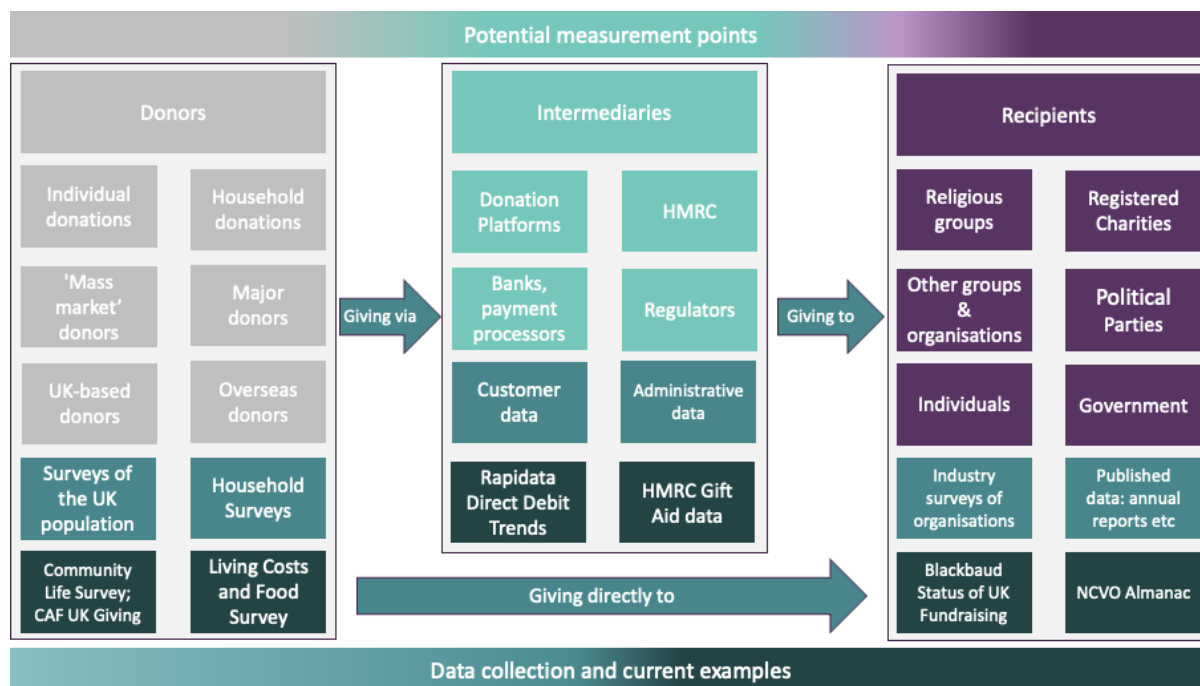 Potential measurement points
Donors
Individual
donations
Household
donations
'Mass
market’
donors
Major
donors
UK-based
donors
Overseas
donors
Surveys of
the UK
population
Household
Surveys
Community
Life Survey;
CAF UK Giving
Living Costs
and Food
Survey
Giving via
Intermediaries
Donation
Platforms
HMRC
Banks,
payment
processors
Regulators
Customer
data
Administrative
data
Rapidata
Direct Debit
Trends
HMRC Gift
Aid data
Giving to
Giving directly to
Recipients
Religious
groups
Registered
Charities
Other groups
&
organisations
Political
Parties
Individuals
Government
Industry
surveys of
organisations
Published
data: annual
reports etc
Blackbaud
Status of UK
Fundraising
NCVO Almanac
Data collection and current examples